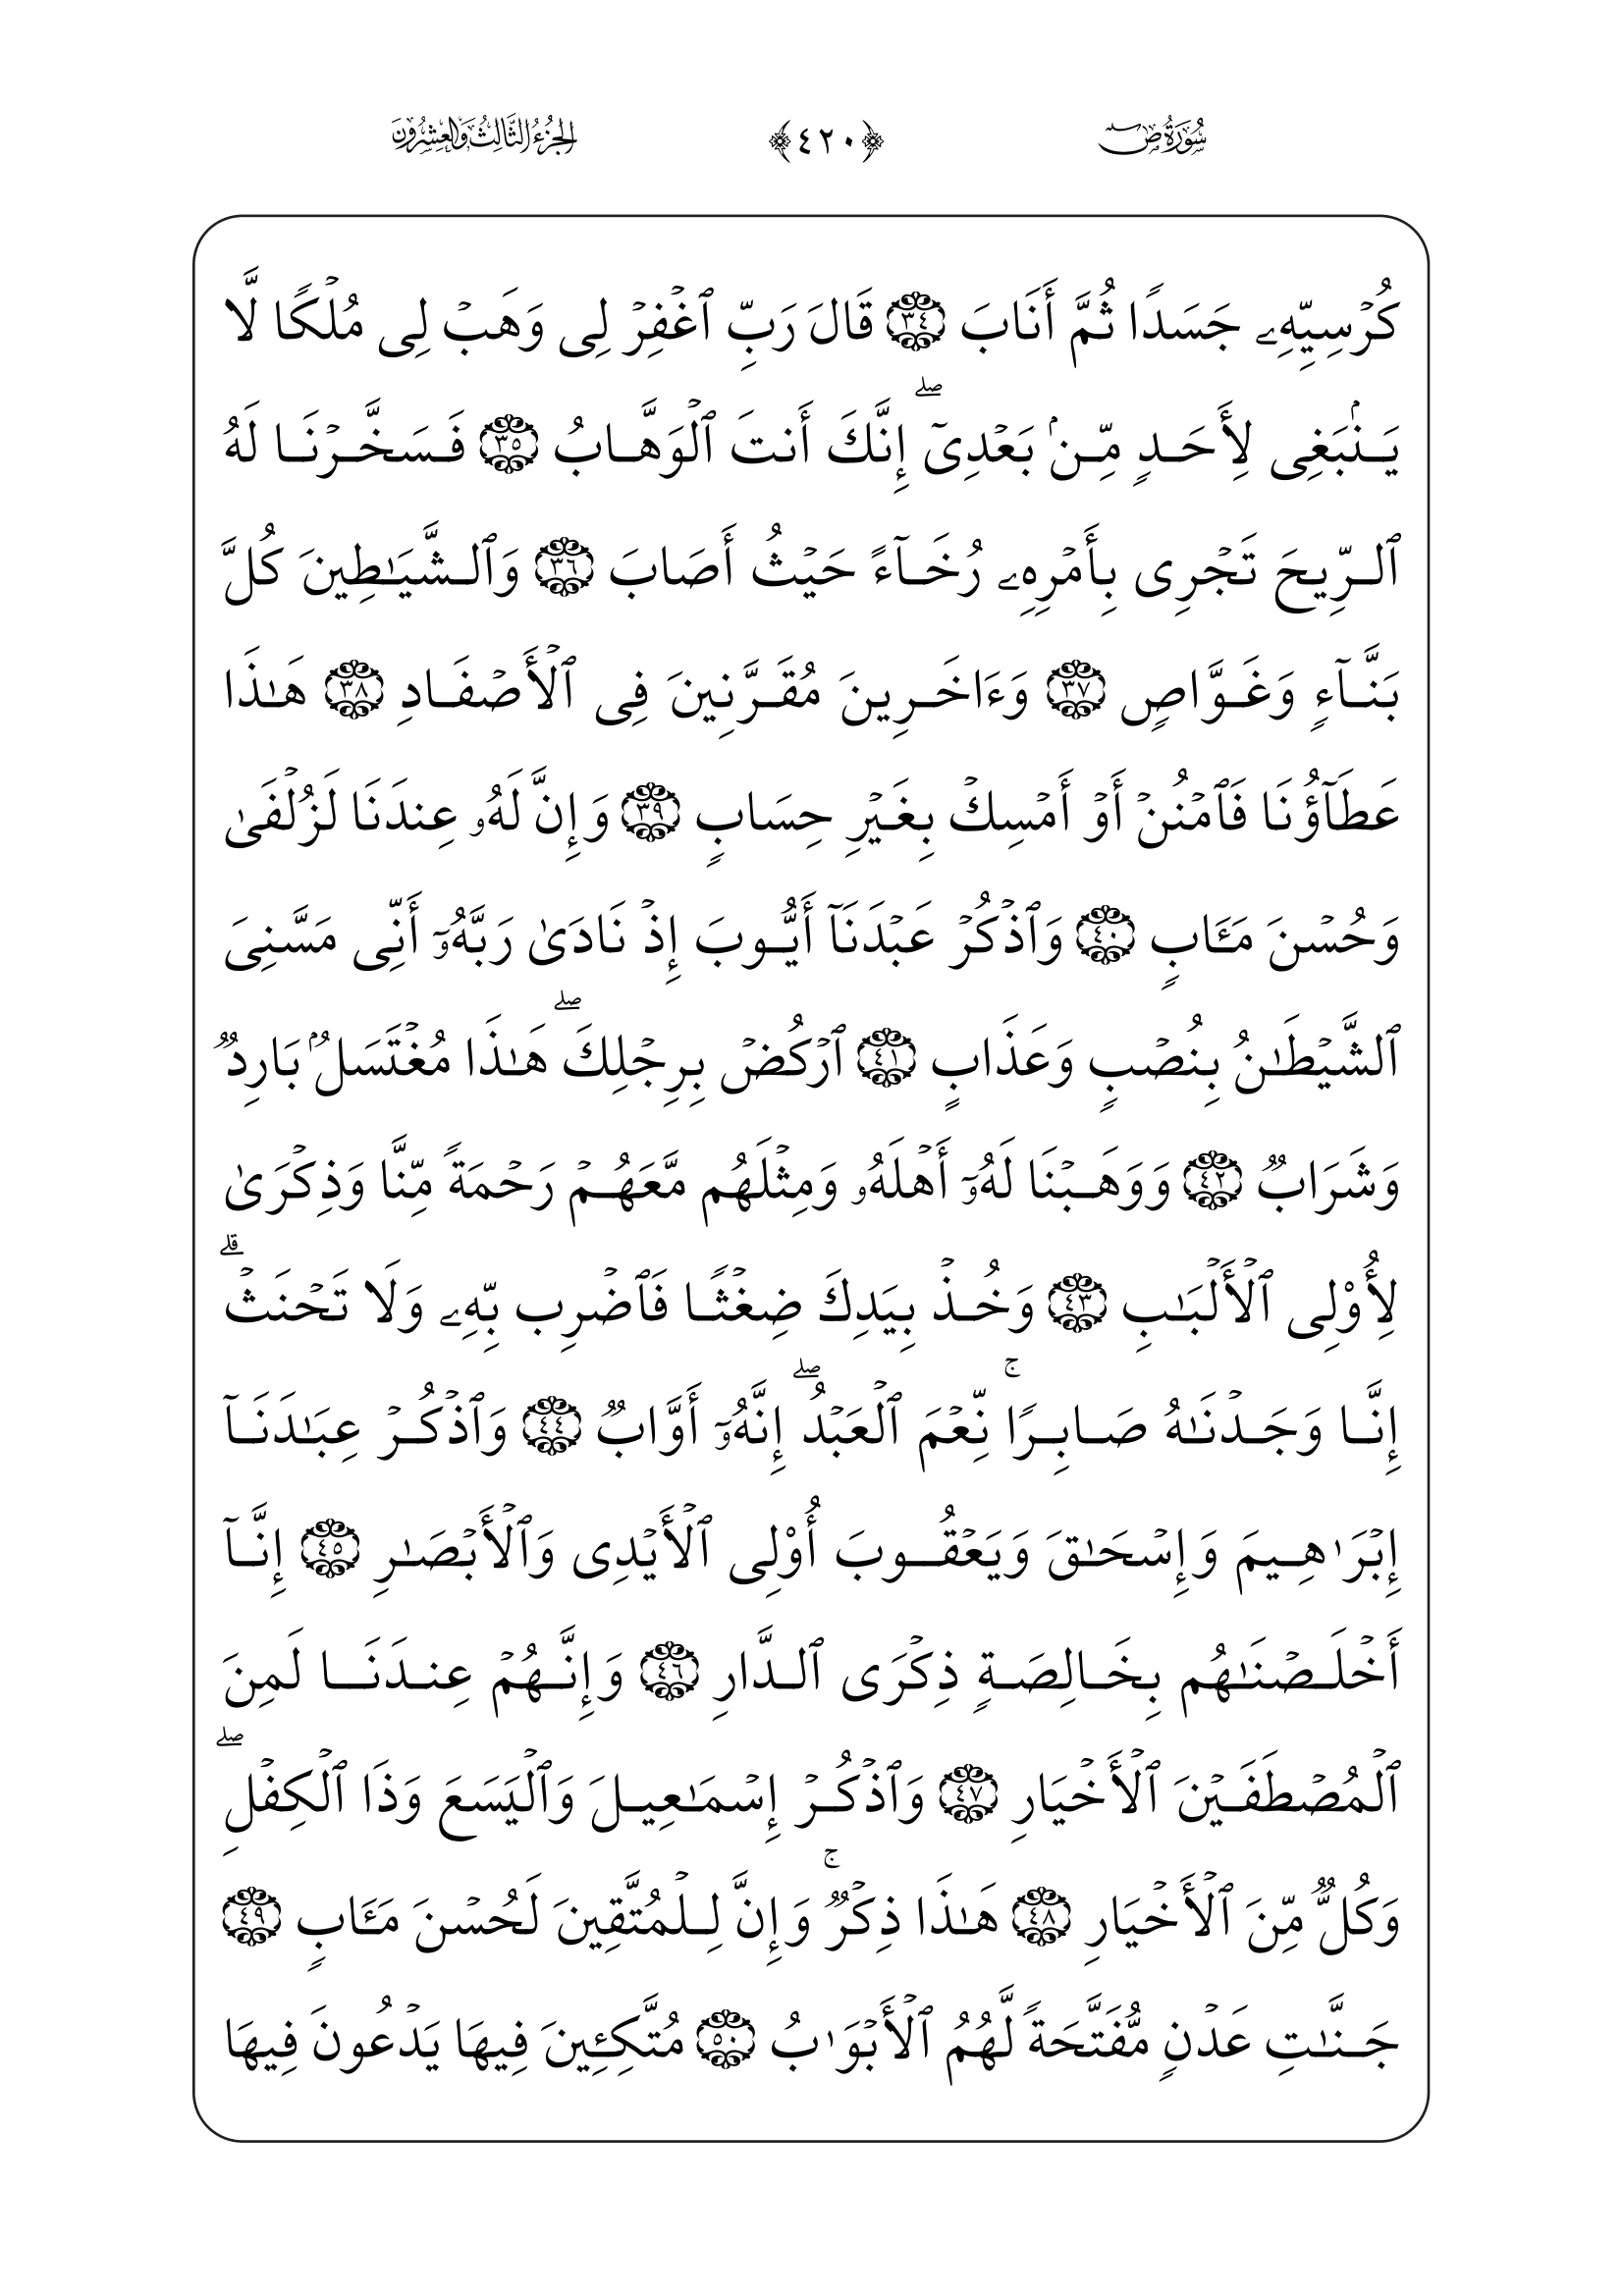 سُورَةُ صٓ ﴿٤٢٠﴾ الجُزْءُ الثَّالِثُ وَالعِشْرُونَ
كُرۡسِيِّهِۦ جَسَدٗا ثُمَّ أَنَابَ ٣٤ قَالَ رَبِّ ٱغۡفِرۡ لِي وَهَبۡ لِي مُلۡكٗا لَّا
يَنۢبَغِي لِأَحَدٖ مِّنۢ بَعۡدِيٓۖ إِنَّكَ أَنتَ ٱلۡوَهَّابُ ٣٥ فَسَخَّرۡنَا لَهُ
ٱلرِّيحَ تَجۡرِي بِأَمۡرِهِۦ رُخَآءً حَيۡثُ أَصَابَ ٣٦ وَٱلشَّيَٰطِينَ كُلَّ
بَنَّآءٖ وَغَوَّاصٖ ٣٧ وَءَاخَرِينَ مُقَرَّنِينَ فِي ٱلۡأَصۡفَادِ ٣٨ هَٰذَا
عَطَآؤُنَا فَٱمۡنُنۡ أَوۡ أَمۡسِكۡ بِغَيۡرِ حِسَابٖ ٣٩ وَإِنَّ لَهُۥ عِندَنَا لَزُلۡفَىٰ
وَحُسۡنَ مَـَٔابٖ ٤٠ وَٱذۡكُرۡ عَبۡدَنَآ أَيُّوبَ إِذۡ نَادَىٰ رَبَّهُۥٓ أَنِّي مَسَّنِيَ
ٱلشَّيۡطَٰنُ بِنُصۡبٖ وَعَذَابٍ ٤١ ٱرۡكُضۡ بِرِجۡلِكَۖ هَٰذَا مُغۡتَسَلُۢ بَارِدٞ
وَشَرَابٞ ٤٢ وَوَهَبۡنَا لَهُۥٓ أَهۡلَهُۥ وَمِثۡلَهُم مَّعَهُمۡ رَحۡمَةٗ مِّنَّا وَذِكۡرَىٰ
لِأُوْلِي ٱلۡأَلۡبَٰبِ ٤٣ وَخُذۡ بِيَدِكَ ضِغۡثٗا فَٱضۡرِب بِّهِۦ وَلَا تَحۡنَثۡۗ
إِنَّا وَجَدۡنَٰهُ صَابِرٗاۚ نِّعۡمَ ٱلۡعَبۡدُۖ إِنَّهُۥٓ أَوَّابٞ ٤٤ وَٱذۡكُرۡ عِبَٰدَنَآ
إِبۡرَٰهِيمَ وَإِسۡحَٰقَ وَيَعۡقُوبَ أُوْلِي ٱلۡأَيۡدِي وَٱلۡأَبۡصَٰرِ ٤٥ إِنَّآ
أَخۡلَصۡنَٰهُم بِخَالِصَةٖ ذِكۡرَى ٱلدَّارِ ٤٦ وَإِنَّهُمۡ عِندَنَا لَمِنَ
ٱلۡمُصۡطَفَيۡنَ ٱلۡأَخۡيَارِ ٤٧ وَٱذۡكُرۡ إِسۡمَٰعِيلَ وَٱلۡيَسَعَ وَذَا ٱلۡكِفۡلِۖ
وَكُلّٞ مِّنَ ٱلۡأَخۡيَارِ ٤٨ هَٰذَا ذِكۡرٞۚ وَإِنَّ لِلۡمُتَّقِينَ لَحُسۡنَ مَـَٔابٖ ٤٩
جَنَّٰتِ عَدۡنٖ مُّفَتَّحَةٗ لَّهُمُ ٱلۡأَبۡوَٰبُ ٥٠ مُتَّكِـِٔينَ فِيهَا يَدۡعُونَ فِيهَا